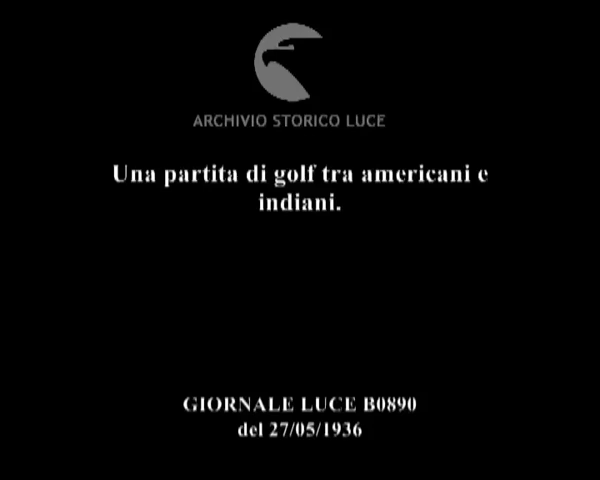 ARCHIVIO STORICO LUCE
Una partita di golf tra americani e
indiani.
GIORNALE LUCE B0890
del 27/05/1936